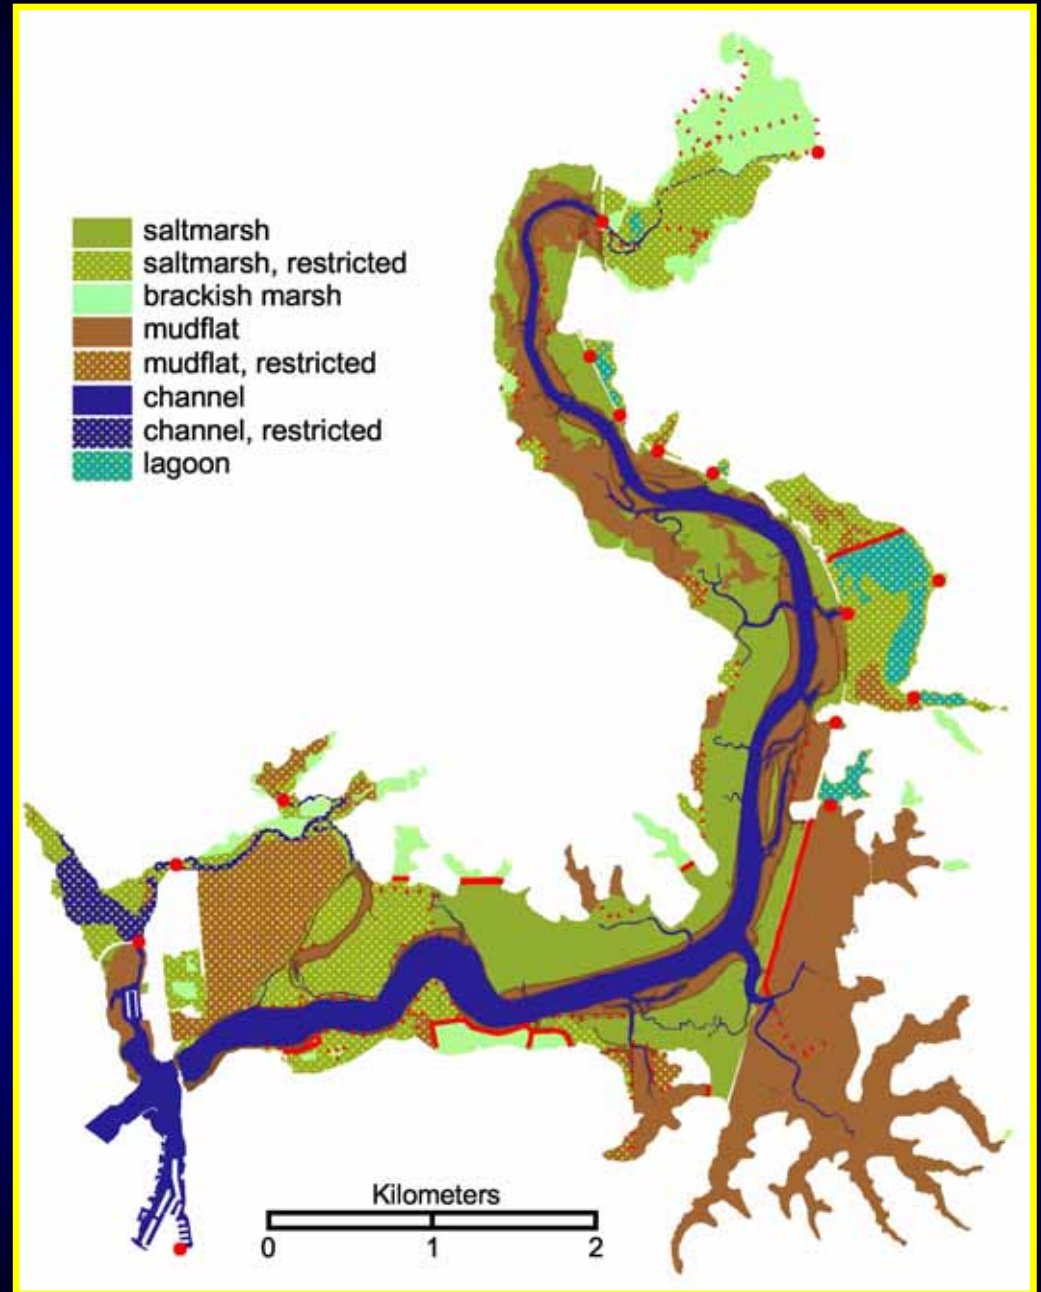 saltmarsh
saltmarsh, restricted
brackish marsh
mudflat
mudflat, restricted
channel
channel, restricted
lagoon
Kilometers
0 1 2